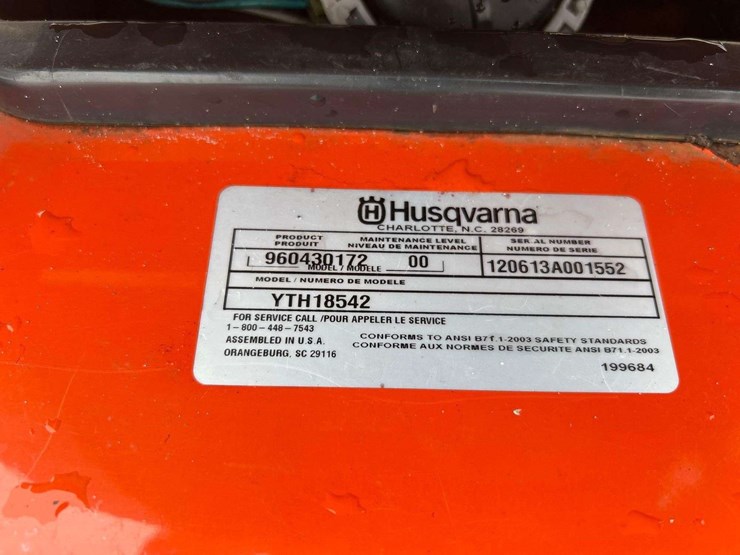 Husqvarna
CHARLOTTE, N.C. 28269
PRODUCT MAINTENANCE LEVEL SERIAL NUMBER
PRODUIT NIVEAU DE MAINTENANCE NUMERO DE SERIE
960430172 00 120613A001552
MODEL / MODELE
MODEL / NUMERO DE MODELE
YTH18542
FOR SERVICE CALL /POUR APPELER LE SERVICE
1-800-448-7543
ASSEMBLED IN U.S.A. CONFORMS TO ANSI B71.1-2003 SAFETY STANDARDS
ORANGEBURG, SC 29116 CONFORME AUX NORMES DE SECURITE ANSI B71.1-2003
199684